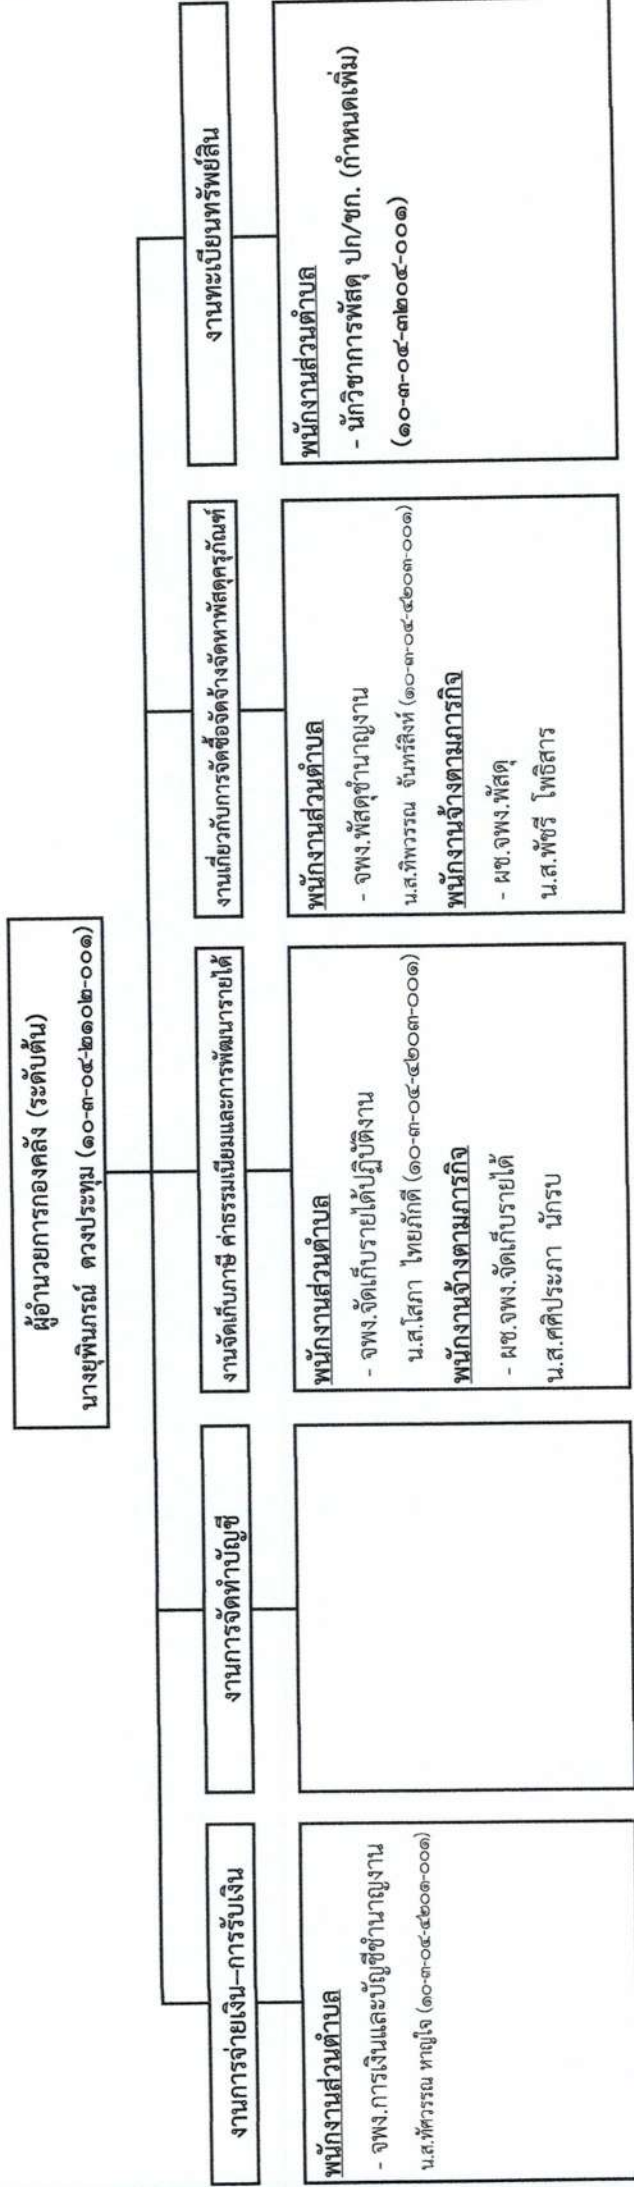 ผู้อำนวยการกองคลัง (ระดับต้น)
นางยุพินภรณ์ ดวงประทุม (๑๐-๓-๐๔-๒๑๐๒-๐๐๑)
งานการจ่ายเงิน–การรับเงิน
พนักงานส่วนตำบล
- จพง.การเงินและบัญชีชำนาญงาน
น.ส.ทัศวรรณ หาญใจ (๑๐-๓-๐๔-๔๒๐๑-๐๐๑)
งานการจัดทำบัญชี
งานจัดเก็บภาษี ค่าธรรมเนียมและการพัฒนารายได้
พนักงานส่วนตำบล
- จพง.จัดเก็บรายได้ปฏิบัติงาน
น.ส.โสภา ไทยภักดี (๑๐-๓-๐๔-๔๒๐๓-๐๐๑)
พนักงานจ้างตามภารกิจ
- ผช.จพง.จัดเก็บรายได้
น.ส.ศศิประภา นักรบ
งานเกี่ยวกับการจัดซื้อจัดจ้างจัดหาพัสดุครุภัณฑ์
พนักงานส่วนตำบล
- จพง.พัสดุชำนาญงาน
น.ส.ทิพวรรณ จันทร์สิงห์ (๑๐-๓-๐๔-๔๒๐๓-๐๐๑)
พนักงานจ้างตามภารกิจ
- ผช.จพง.พัสดุ
น.ส.พัชรี โพธิสาร
งานทะเบียนทรัพย์สิน
พนักงานส่วนตำบล
- นักวิชาการพัสดุ ปก/ชก. (กำหนดเพิ่ม)
(๑๐-๓-๐๔-๓๒๐๔-๐๐๑)